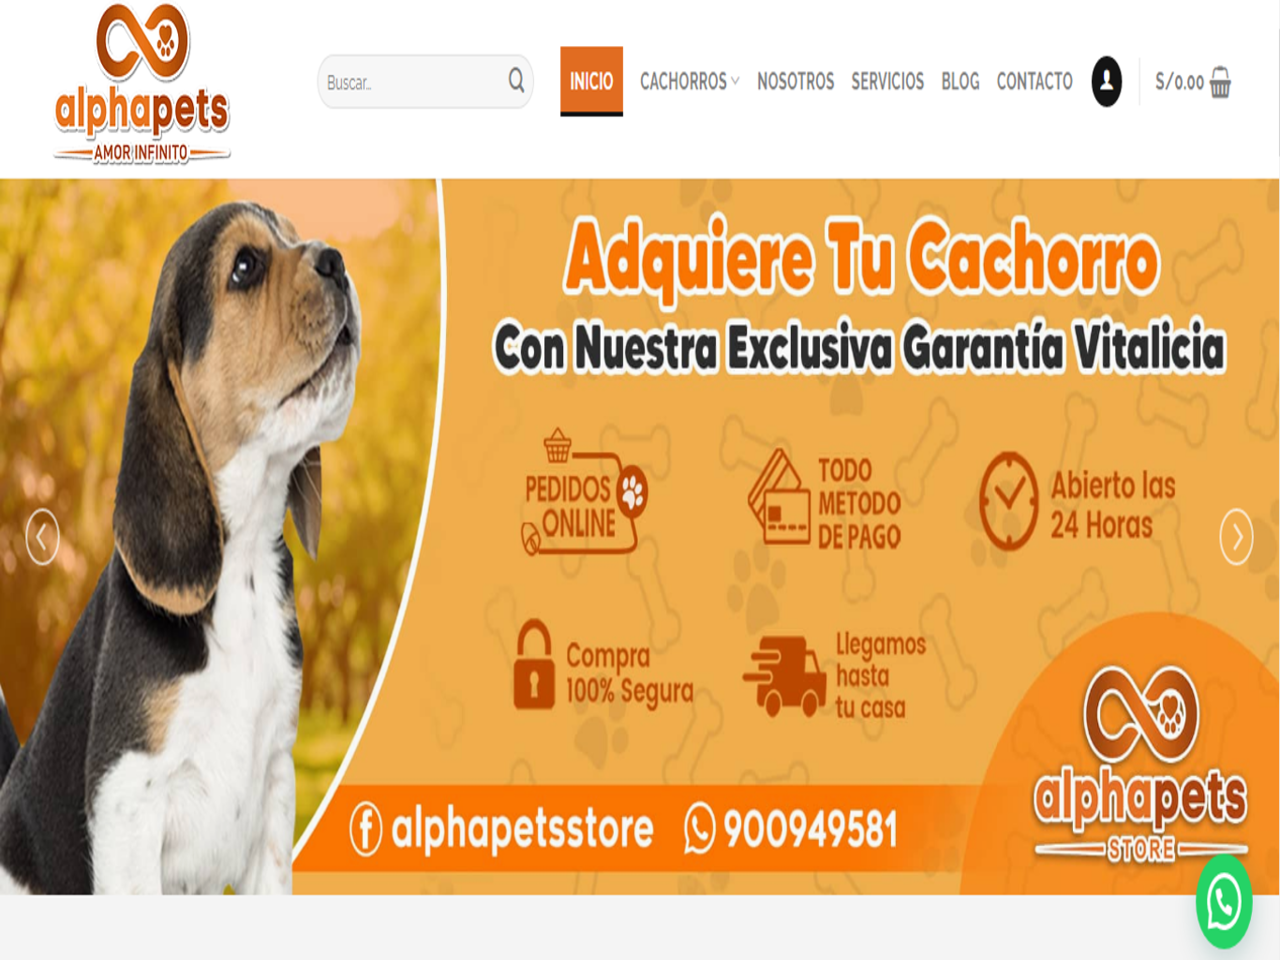 alphapets
AMOR INFINITO
Buscar...
INICIO
CACHORROS
NOSOTROS
SERVICIOS
BLOG
CONTACTO
S/0.00
Adquiere Tu Cachorro
Con Nuestra Exclusiva Garantía Vitalicia
PEDIDOS
ONLINE
TODO
METODO
DE PAGO
Abierto las
24 Horas
Compra
100% Segura
Llegamos
hasta
tu casa
alphapetsstore
900949581
alphapets
STORE